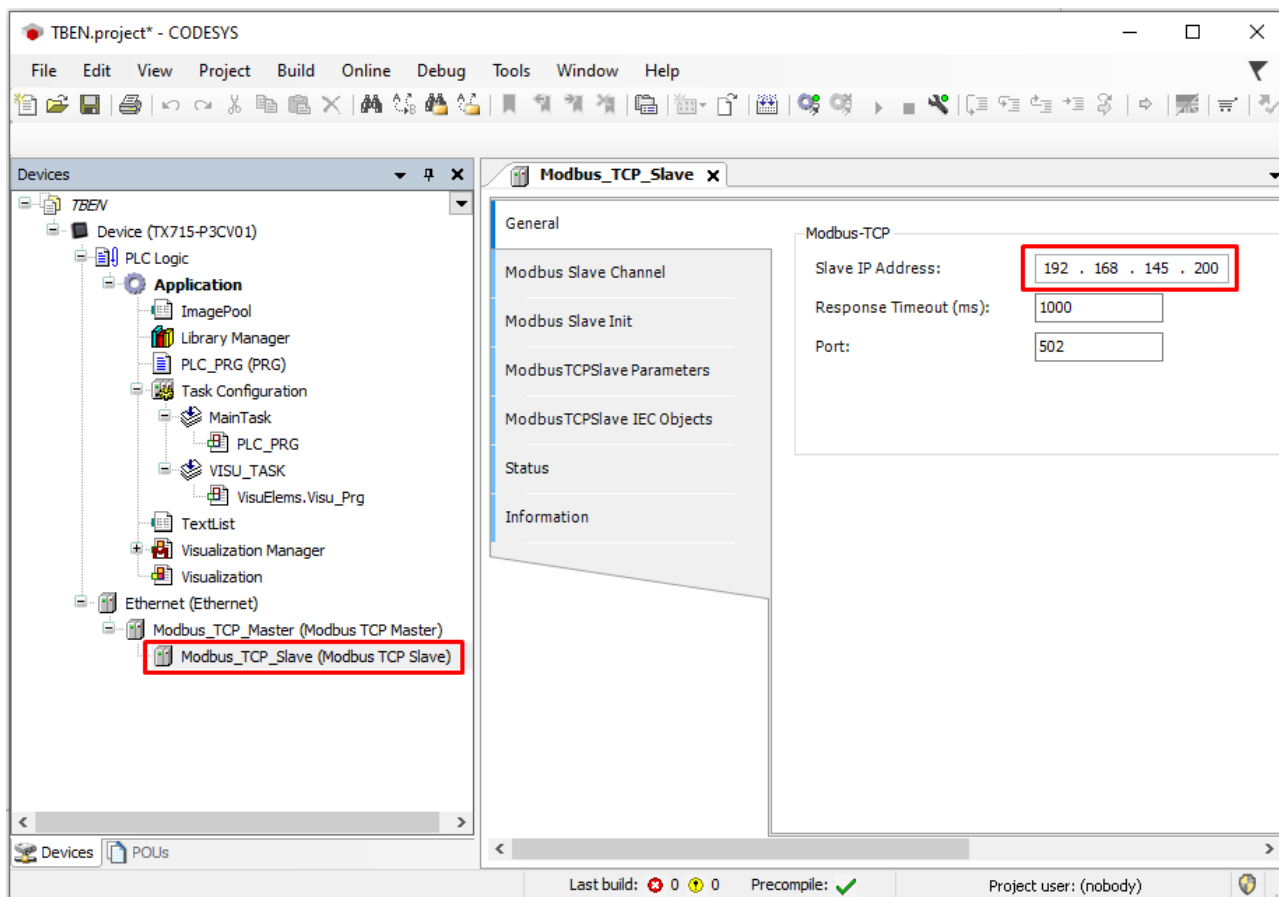 TBEN.project* - CODESYS
File Edit View Project Build Online Debug Tools Window Help
Devices
TBEN
Device (TX715-P3CV01)
PLC Logic
Application
ImagePool
Library Manager
PLC_PRG (PRG)
Task Configuration
MainTask
PLC_PRG
VISU_TASK
VisuElems.Visu_Prg
TextList
Visualization Manager
Visualization
Ethernet (Ethernet)
Modbus_TCP_Master (Modbus TCP Master)
Modbus_TCP_Slave (Modbus TCP Slave)
Devices POUs
Modbus_TCP_Slave
General
Modbus Slave Channel
Modbus Slave Init
ModbusTCPSlave Parameters
ModbusTCPSlave IEC Objects
Status
Information
Modbus-TCP
Slave IP Address: 192 . 168 . 145 . 200
Response Timeout (ms): 1000
Port: 502
Last build: 0 0 Precompile: Project user: (nobody)